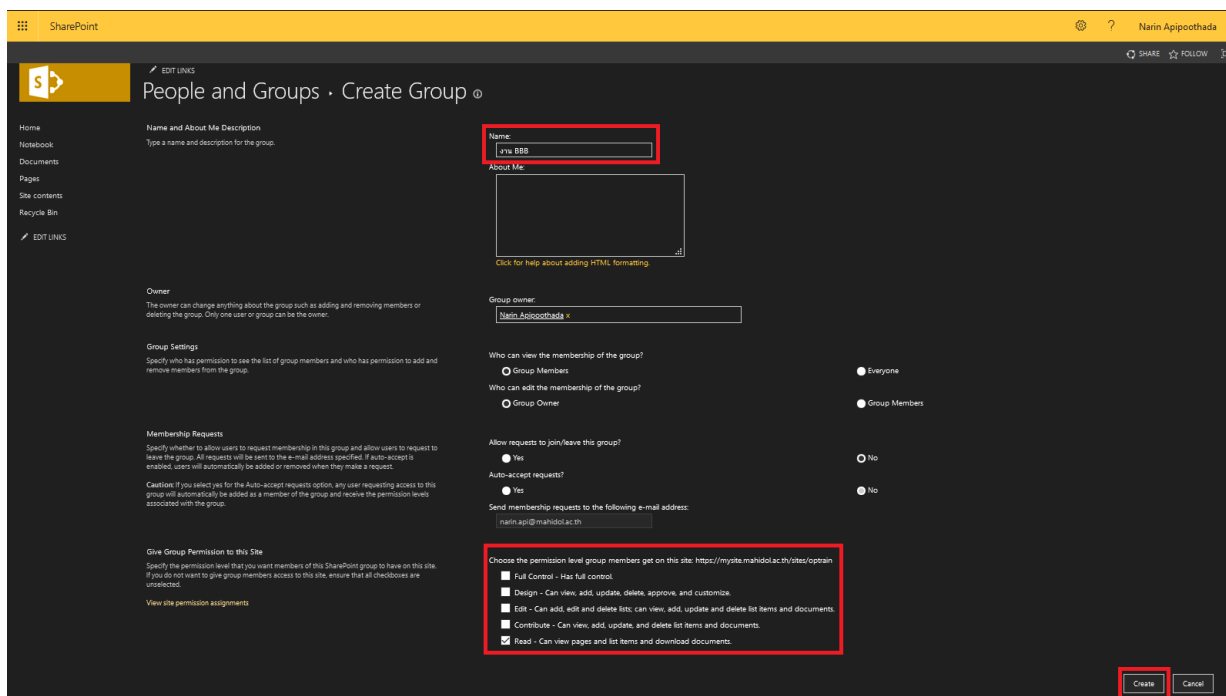 SharePoint
? Narin Apipoothada
SHARE FOLLOW
S
EDIT LINKS
People and Groups › Create Group
Home
Notebook
Documents
Pages
Site contents
Recycle Bin
EDIT LINKS
Name and About Me Description
Type a name and description for the group.
Name:
งาน BBB
About Me:
Click for help about adding HTML formatting.
Owner
The owner can change anything about the group such as adding and removing members or
deleting the group. Only one user or group can be the owner.
Group owner:
Narin Apipoothada x
Group Settings
Specify who has permission to see the list of group members and who has permission to add and
remove members from the group.
Who can view the membership of the group?
Group Members Everyone
Who can edit the membership of the group?
Group Owner Group Members
Membership Requests
Specify whether to allow users to request membership in this group and allow users to request to
leave the group. All requests will be sent to the e-mail address specified. If auto-accept is
enabled, users will automatically be added or removed when they make a request.
Caution: If you select yes for the Auto-accept requests option, any user requesting access to this
group will automatically be added as a member of the group and receive the permission levels
associated with the group.
Allow requests to join/leave this group?
Yes No
Auto-accept requests?
Yes No
Send membership requests to the following e-mail address:
narin.api@mahidol.ac.th
Give Group Permission to this Site
Specify the permission level that you want members of this SharePoint group to have on this site.
If you do not want to give group members access to this site, ensure that all checkboxes are
unselected.
View site permission assignments
Choose the permission level group members get on this site: https://mysite.mahidol.ac.th/sites/optrain
Full Control - Has full control.
Design - Can view, add, update, delete, approve, and customize.
Edit - Can add, edit and delete lists; can view, add, update and delete list items and documents.
Contribute - Can view, add, update, and delete list items and documents.
Read - Can view pages and list items and download documents.
Create Cancel